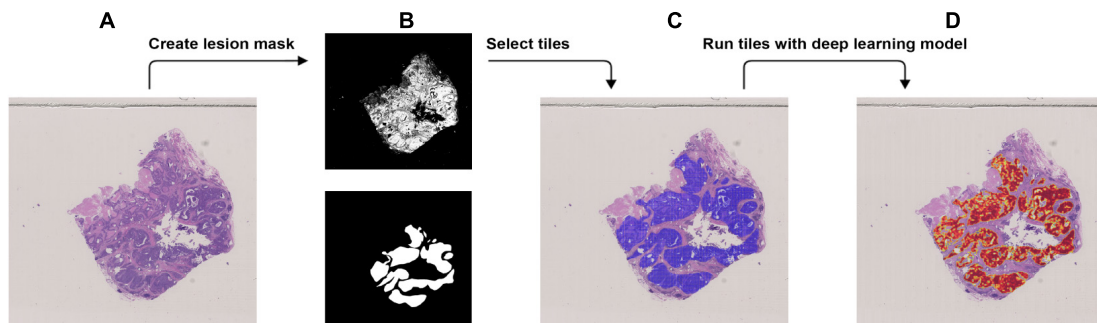 A
B
C
D
Create lesion mask
Select tiles
Run tiles with deep learning model